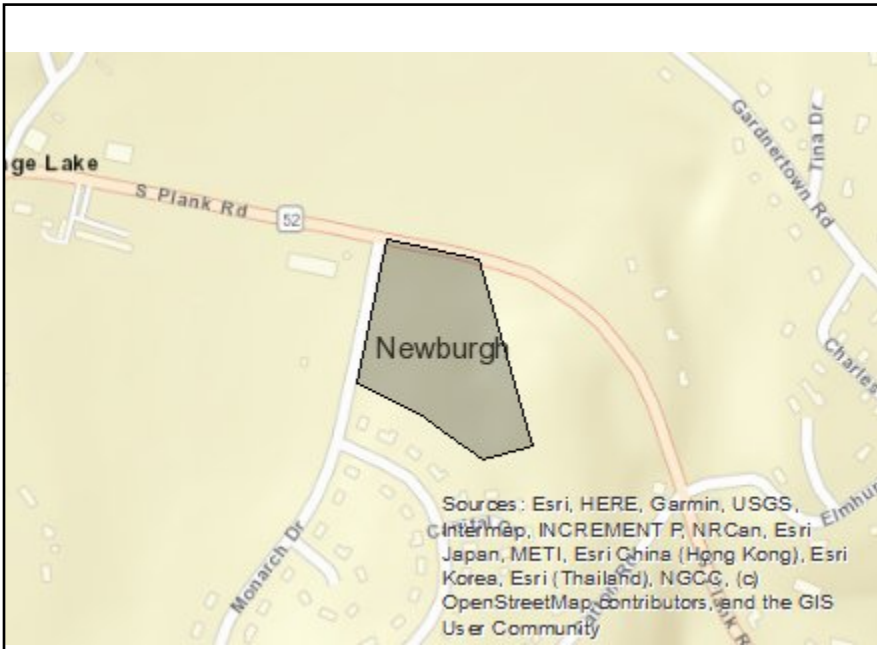 Gardnertown Rd
Tina Dr
ge Lake
S Plank Rd
52
Newburgh
Charles
Monarch Dr
Elmhur
Sources: Esri, HERE, Garmin, USGS,
Intermap, INCREMENT P, NRCan, Esri
Japan, METI, Esri China (Hong Kong), Esri
Korea, Esri (Thailand), NGCC, (c)
OpenStreetMap contributors, and the GIS
User Community